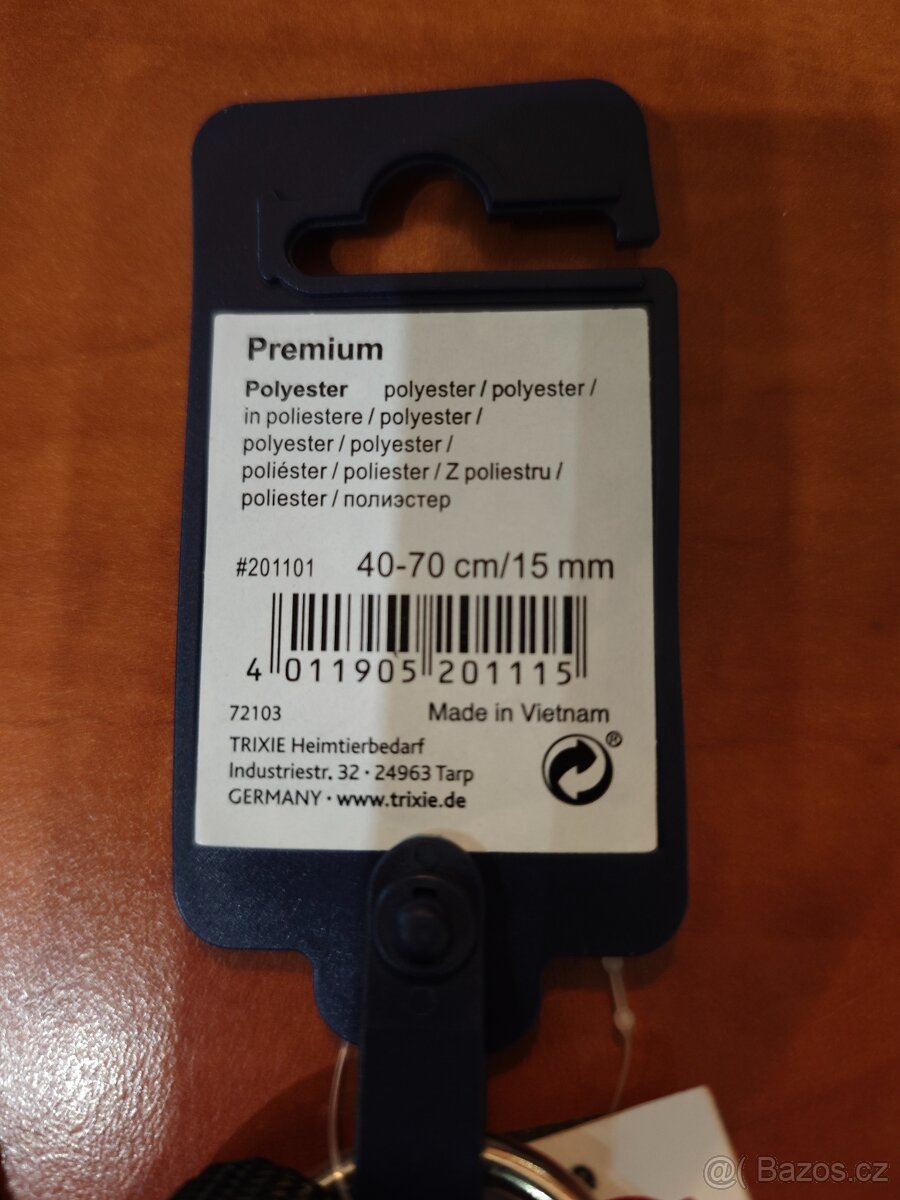 Premium
Polyester polyester / polyester /
in poliestere / polyester /
polyester / polyester /
poliéster / poliester / Z poliestru /
poliester / полиэстер
#201101 40-70 cm/15 mm
4 011905 201115
72103 Made in Vietnam
TRIXIE Heimtierbedarf
Industriestr. 32 · 24963 Tarp
GERMANY · www.trixie.de
®
@( Bazos.cz